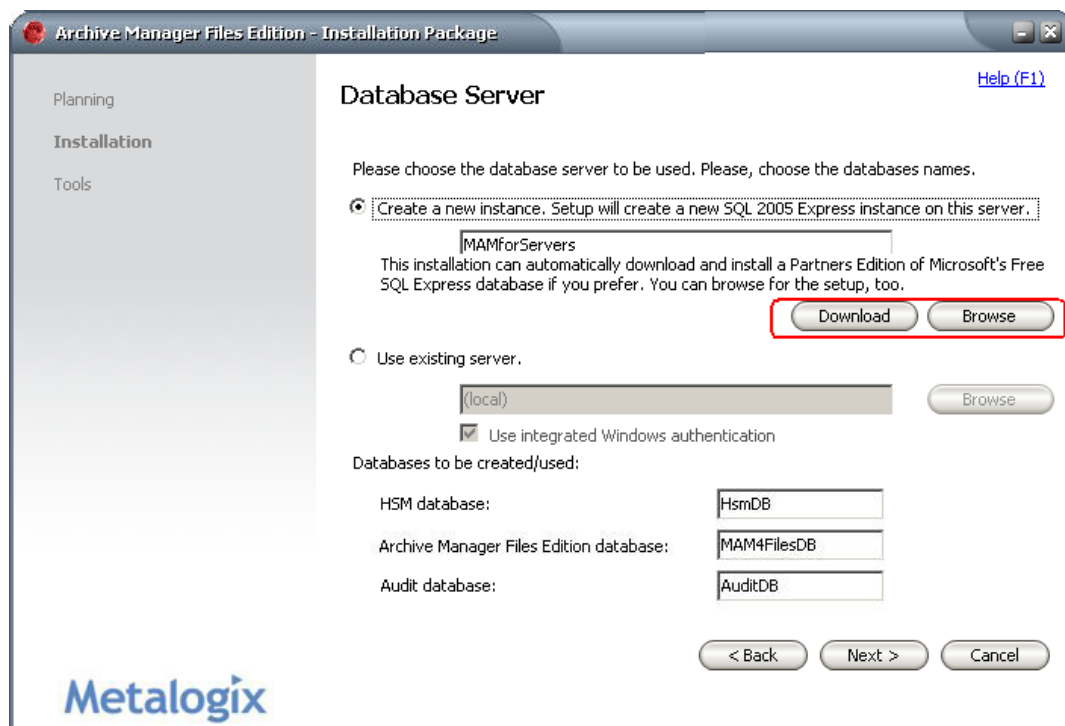 Archive Manager Files Edition - Installation Package
Help (F1)
Planning
Installation
Tools
Database Server
Please choose the database server to be used. Please, choose the databases names.
Create a new instance. Setup will create a new SQL 2005 Express instance on this server.
MAMforServers
This installation can automatically download and install a Partners Edition of Microsoft's Free
SQL Express database if you prefer. You can browse for the setup, too.
Download Browse
Use existing server.
(local) Browse
Use integrated Windows authentication
Databases to be created/used:
HSM database: HsmDB
Archive Manager Files Edition database: MAM4FilesDB
Audit database: AuditDB
< Back Next > Cancel
Metalogix